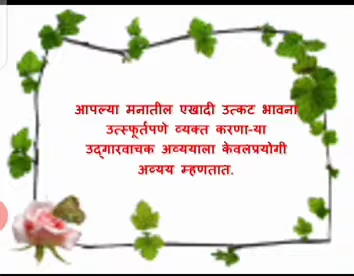 आपल्या मनातील एखादी उत्कट भावना
उत्स्फूर्तपणे व्यक्त करणा-या
उद्‌गारवाचक अव्ययाला केवलप्रयोगी
अव्यय म्हणतात.